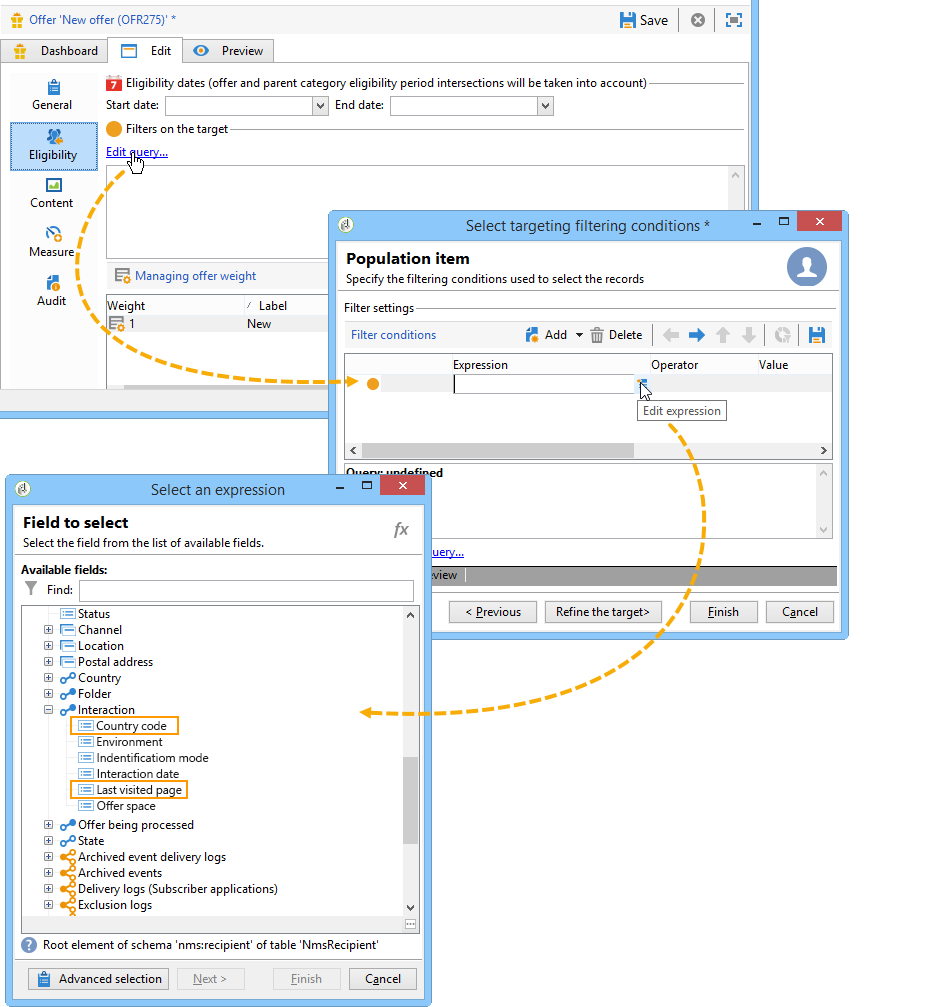 Offer 'New offer (OFR275)' *
Save
Dashboard
Edit
Preview
General
Eligibility
Content
Measure
Audit
7
Eligibility dates (offer and parent category eligibility period intersections will be taken into account)
Start date:
End date:
Filters on the target
Edit query...
Managing offer weight
Weight / Label
1 New
Select targeting filtering conditions *
Population item
Specify the filtering conditions used to select the records
Filter settings
Filter conditions
Add
Delete
Expression Operator Value
Edit expression
Query: undefined
uery...
eview
< Previous
Refine the target>
Finish
Cancel
Select an expression
Field to select
Select the field from the list of available fields.
fx
Available fields:
Find:
Status
Channel
Location
Postal address
Country
Folder
Interaction
Country code
Environment
Indentificatiom mode
Interaction date
Last visited page
Offer space
Offer being processed
State
Archived event delivery logs
Archived events
Delivery logs (Subscriber applications)
Exclusion logs
Root element of schema 'nms:recipient' of table 'NmsRecipient'
Advanced selection
Next >
Finish
Cancel